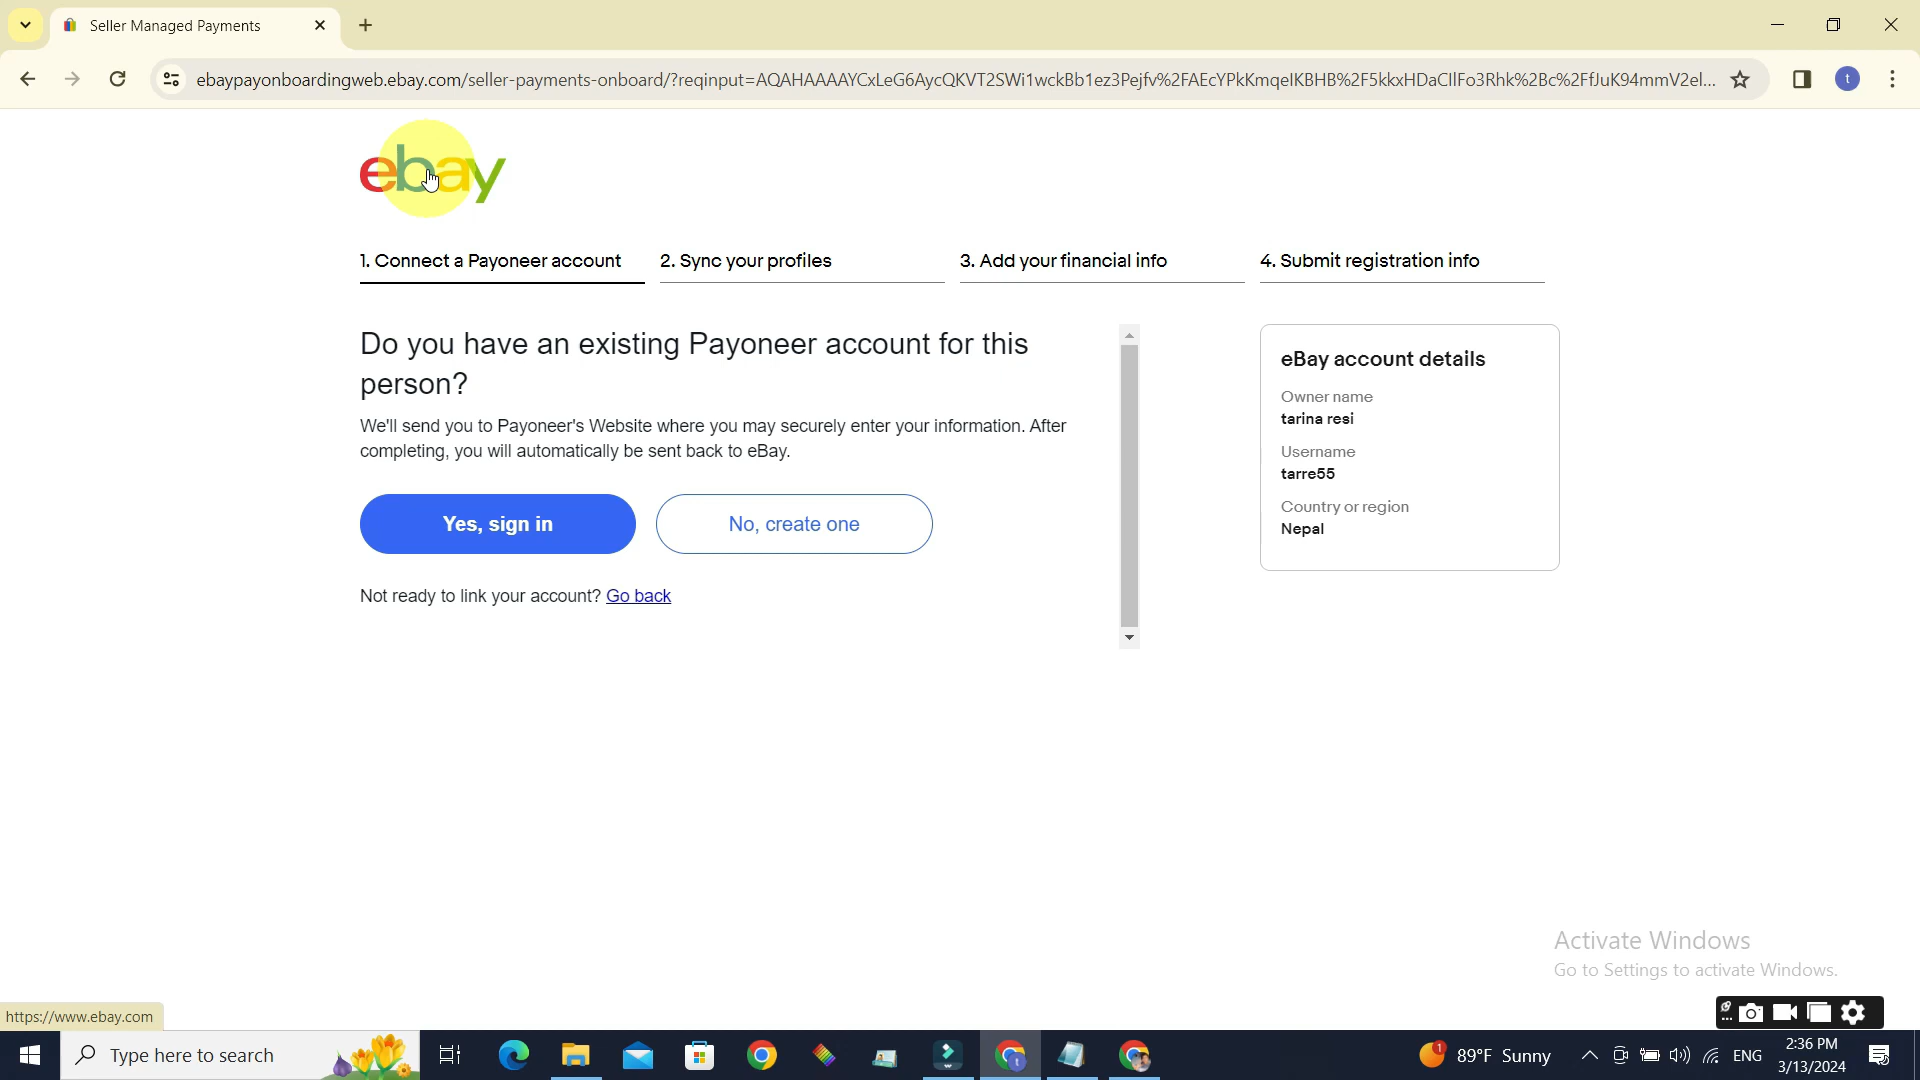 Seller Managed Payments
ebaypayonboardingweb.ebay.com/seller-payments-onboard/?reqinput=AQAHAAAAYCxLeG6AycQKVT2SWi1wckBb1ez3Pejfv%2FAEcYPkKmqelKBHB%2F5kkxHDaCIlFo3Rhk%2Bc%2FfJuK94mmV2el...
t
ebay
1. Connect a Payoneer account
2. Sync your profiles
3. Add your financial info
4. Submit registration info
Do you have an existing Payoneer account for this
person?
We'll send you to Payoneer's Website where you may securely enter your information. After
completing, you will automatically be sent back to eBay.
Yes, sign in
No, create one
Not ready to link your account? Go back
eBay account details
Owner name
tarina resi
Username
tarre55
Country or region
Nepal
Activate Windows
Go to Settings to activate Windows.
https://www.ebay.com
Type here to search
1
89°F Sunny
ENG
2:36 PM
3/13/2024